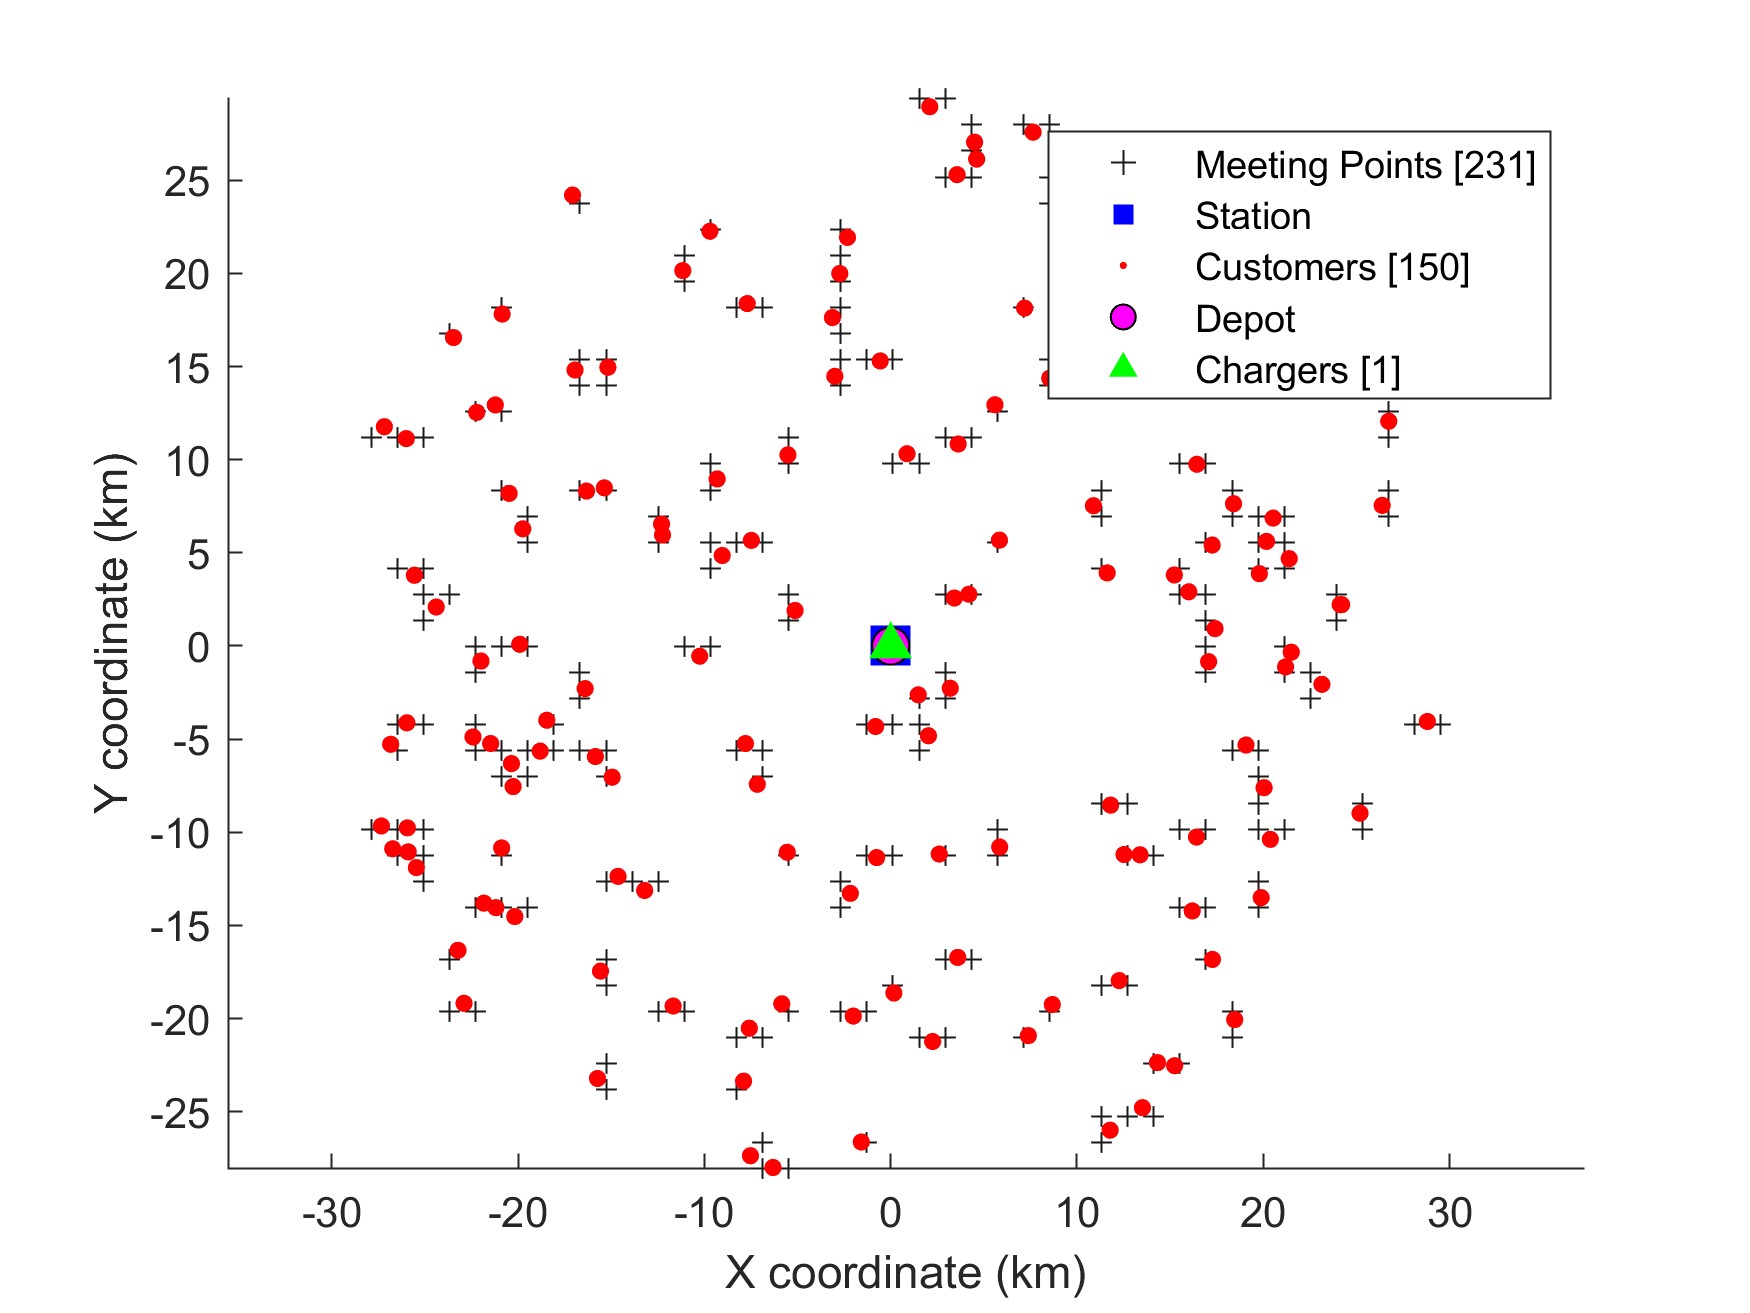 Meeting Points [231]
Station
Customers [150]
Depot
Chargers [1]
25
20
15
10
5
0
-5
-10
-15
-20
-25
Y coordinate (km)
-30 -20 -10 0 10 20 30
X coordinate (km)